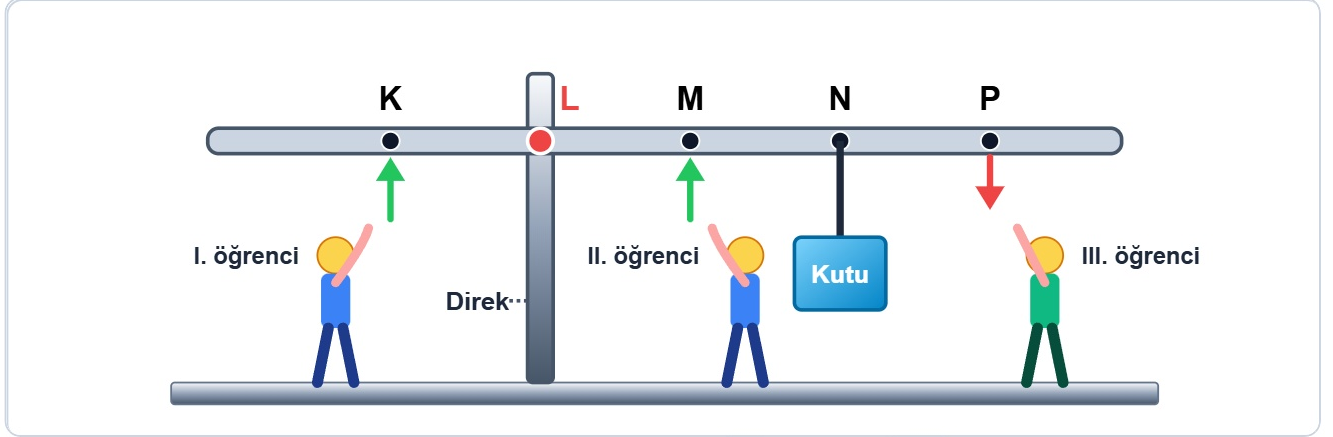 K L M N P
I. öğrenci
II. öğrenci
Kutu
III. öğrenci
Direk